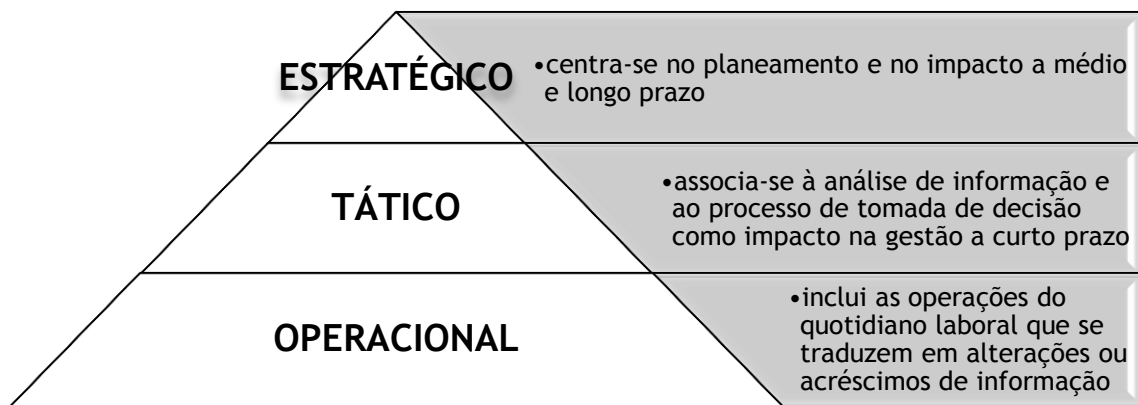 ESTRATÉGICO
•centra-se no planeamento e no impacto a médio
e longo prazo
TÁTICO
•associa-se à análise de informação e
ao processo de tomada de decisão
como impacto na gestão a curto prazo
OPERACIONAL
•inclui as operações do
quotidiano laboral que se
traduzem em alterações ou
acréscimos de informação